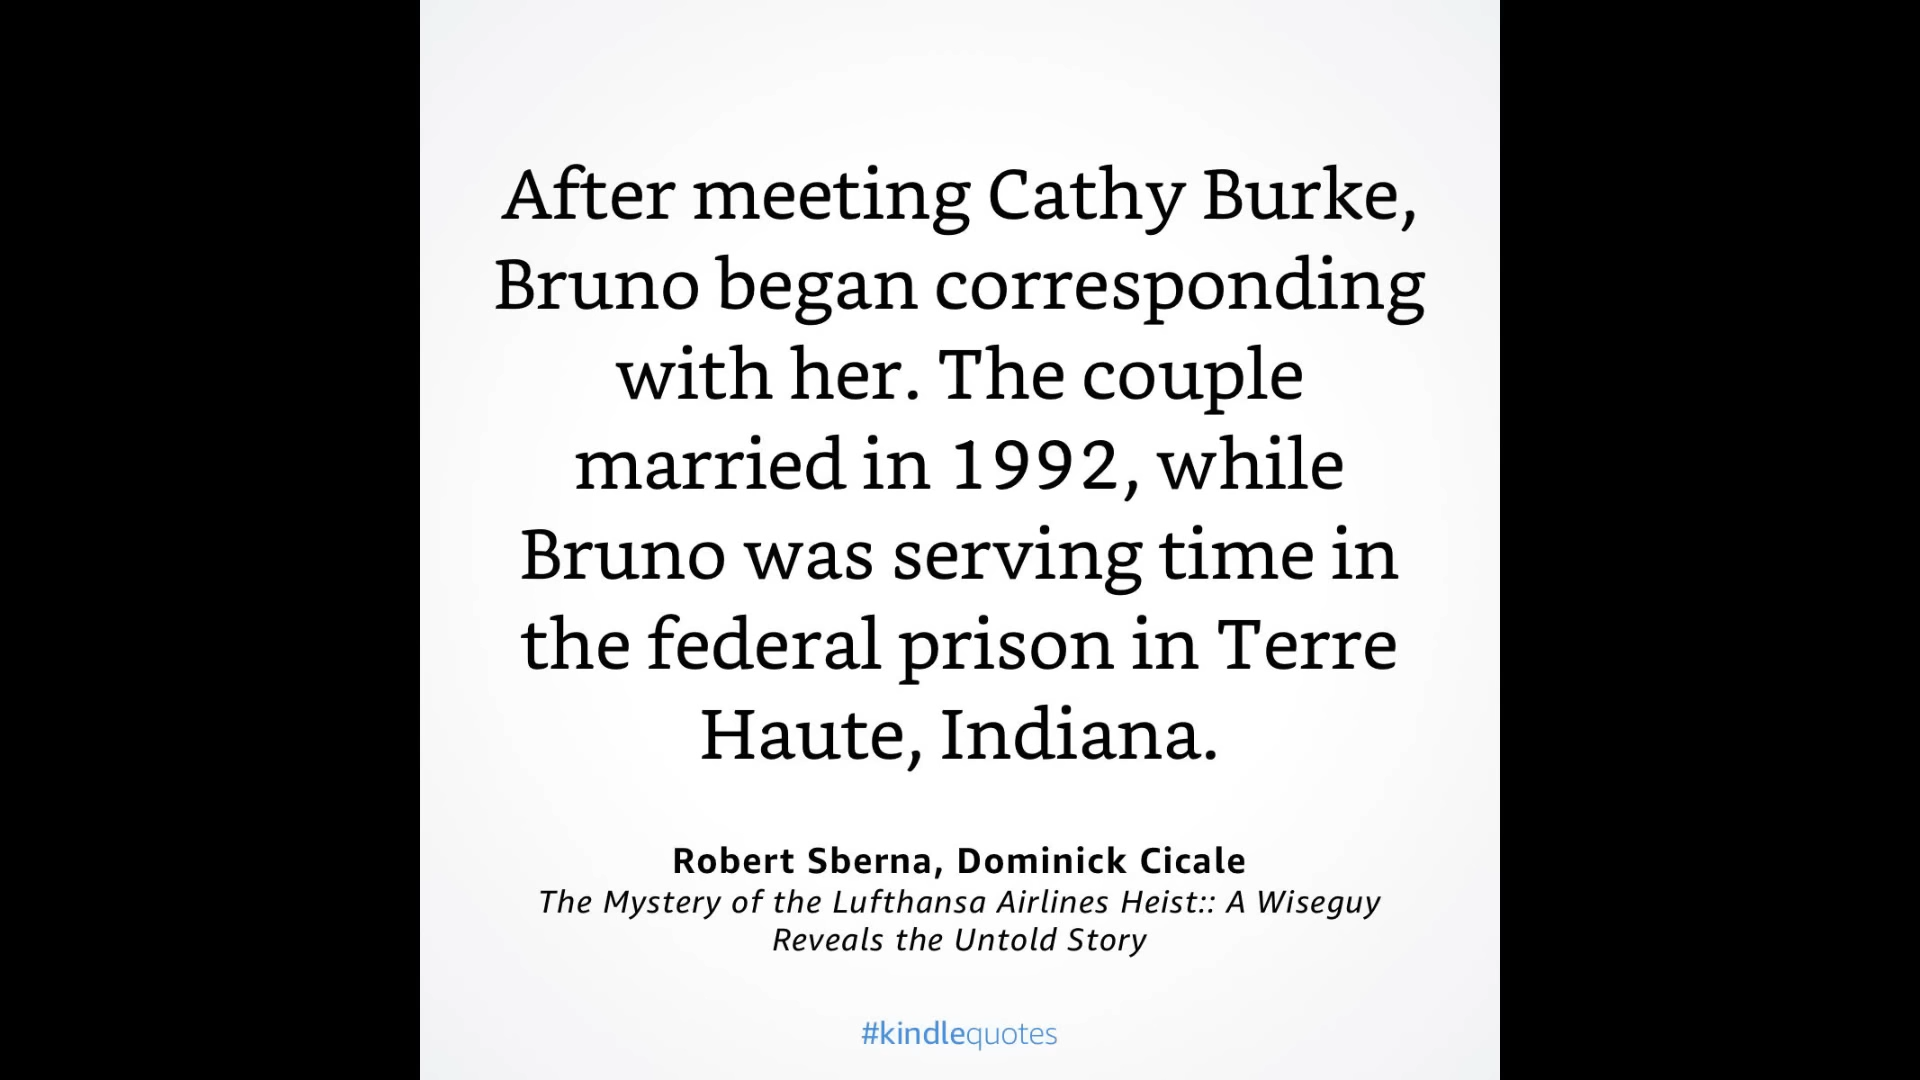 After meeting Cathy Burke,
Bruno began corresponding
with her. The couple
married in 1992, while
Bruno was serving time in
the federal prison in Terre
Haute, Indiana.
Robert Sberna, Dominick Cicale
The Mystery of the Lufthansa Airlines Heist:: A Wiseguy
Reveals the Untold Story
#kindlequotes